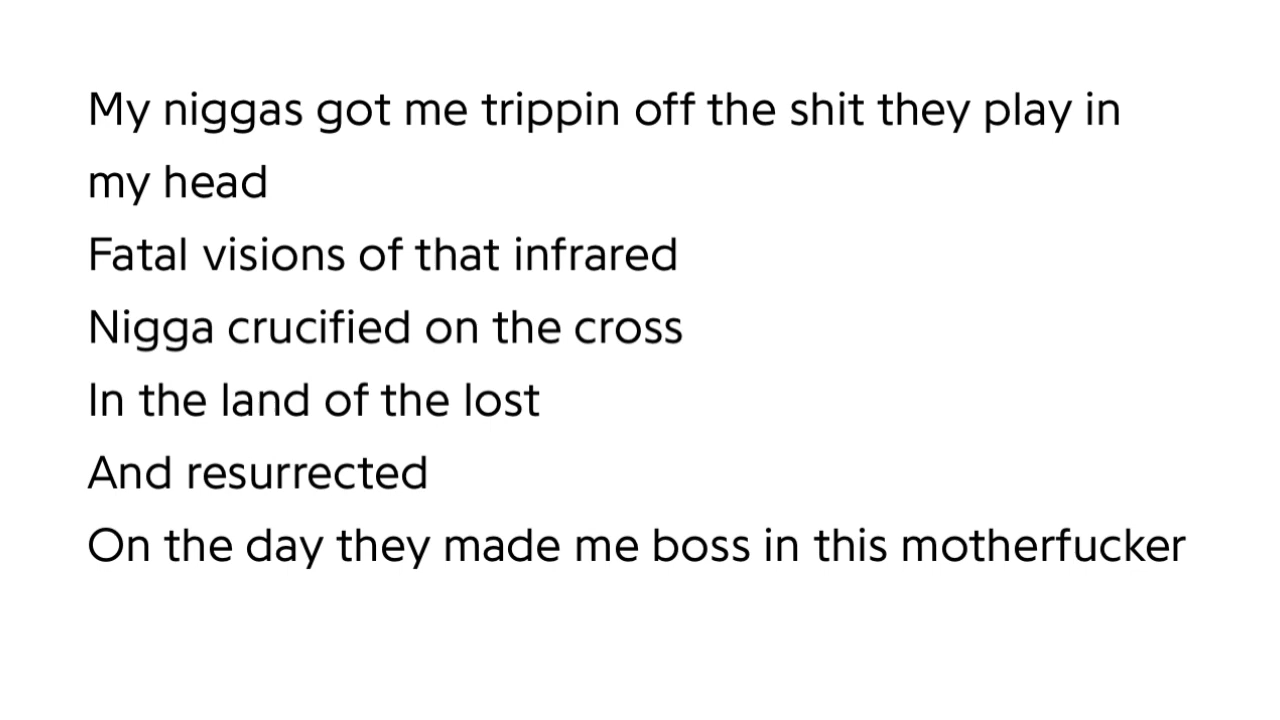 My niggas got me trippin off the shit they play in
my head
Fatal visions of that infrared
Nigga crucified on the cross
In the land of the lost
And resurrected
On the day they made me boss in this motherfucker